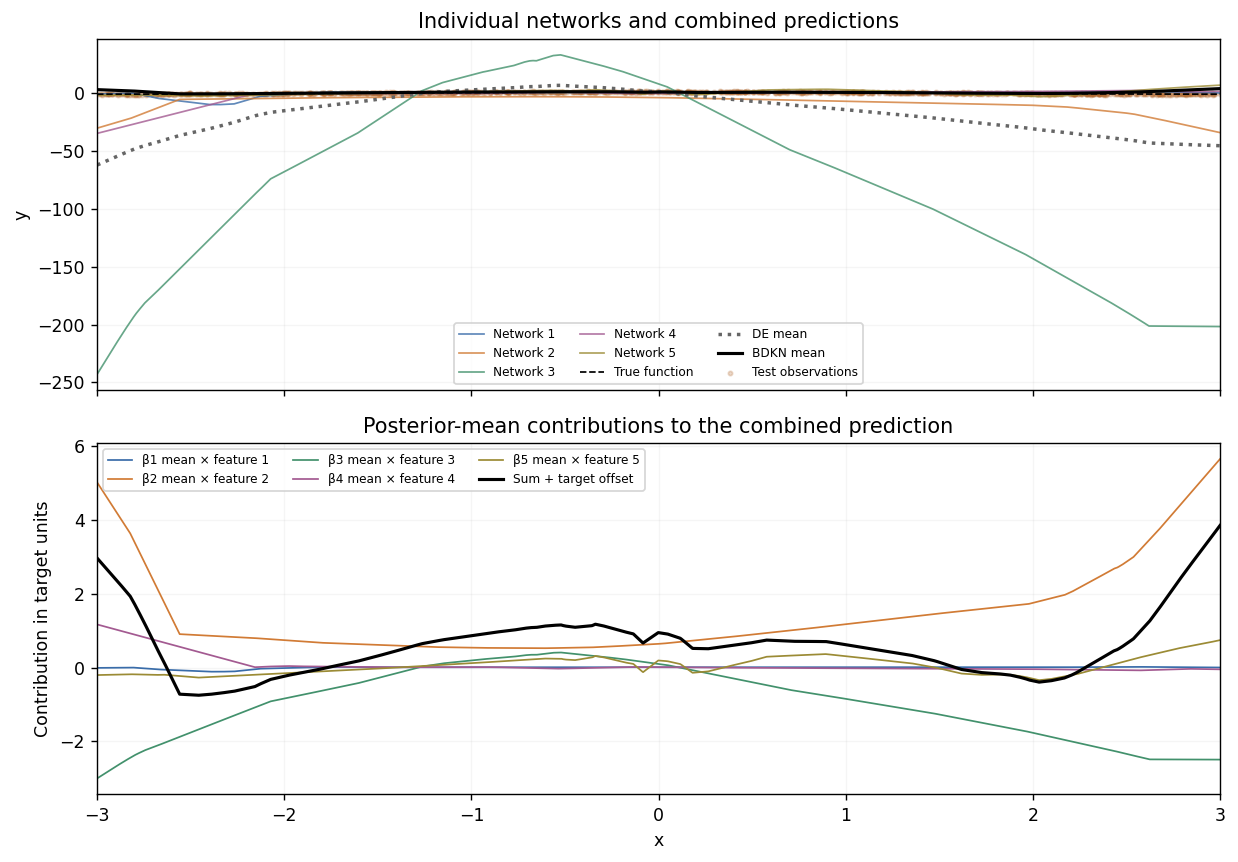 Individual networks and combined predictions
y
0
−50
−100
−150
−200
−250
Network 1
Network 2
Network 3
Network 4
Network 5
True function
DE mean
BDKN mean
Test observations
Posterior-mean contributions to the combined prediction
Contribution in target units
6
4
2
0
−2
β1 mean × feature 1
β2 mean × feature 2
β3 mean × feature 3
β4 mean × feature 4
β5 mean × feature 5
Sum + target offset
−3
−2
−1
0
1
2
3
x